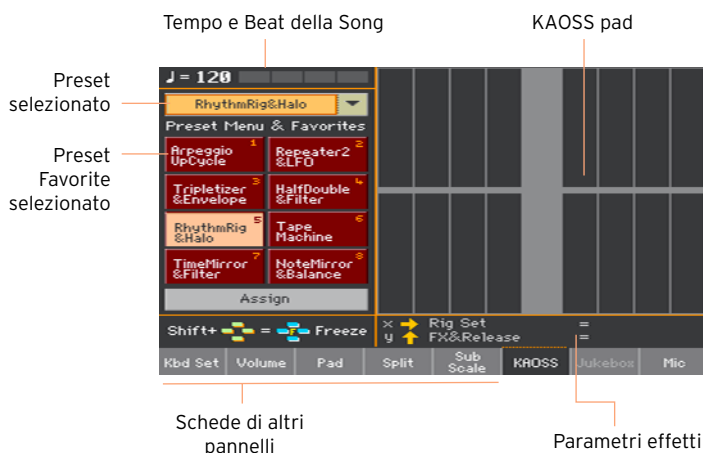 Tempo e Beat della Song
KAOSS pad
Preset
selezionato
Preset
Favorite
selezionato
♩ = 120
RhythmRig&Halo
Preset Menu & Favorites
Arpeggio 1
UpCycle
Repeater2 2
&LFO
Tripletizer 3
&Envelope
HalfDouble 4
&Filter
RhythmRig 5
&Halo
Tape 6
Machine
TimeMirror 7
&Filter
NoteMirror 8
&Balance
Assign
Shift+ = F Freeze
x Rig Set =
y FX&Release =
Kbd Set Volume Pad Split Sub Scale KAOSS Jukebox Mic
Schede di altri
pannelli
Parametri effetti